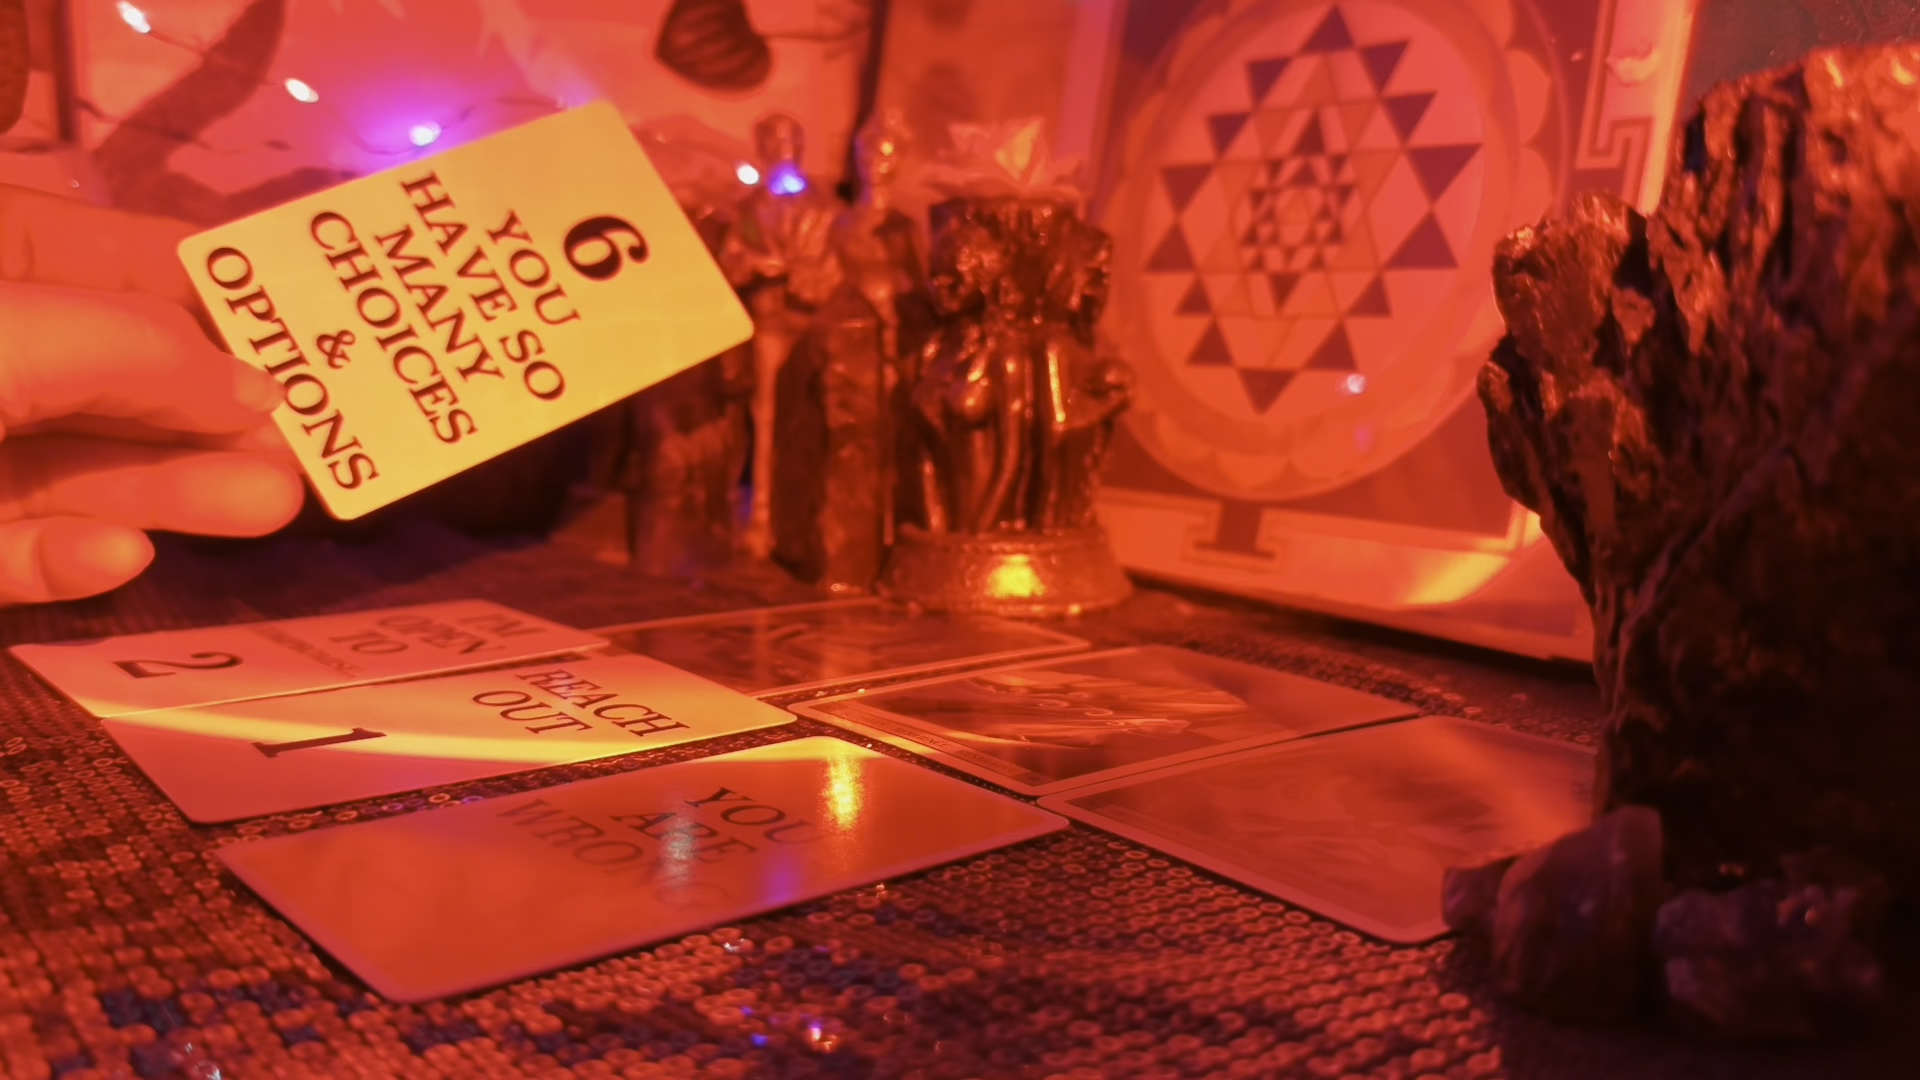 6
YOU
HAVE SO
MANY
CHOICES
&
OPTIONS
I'M
OPEN
TO
2
REACH
OUT
1
YOU
ARE
WRONG